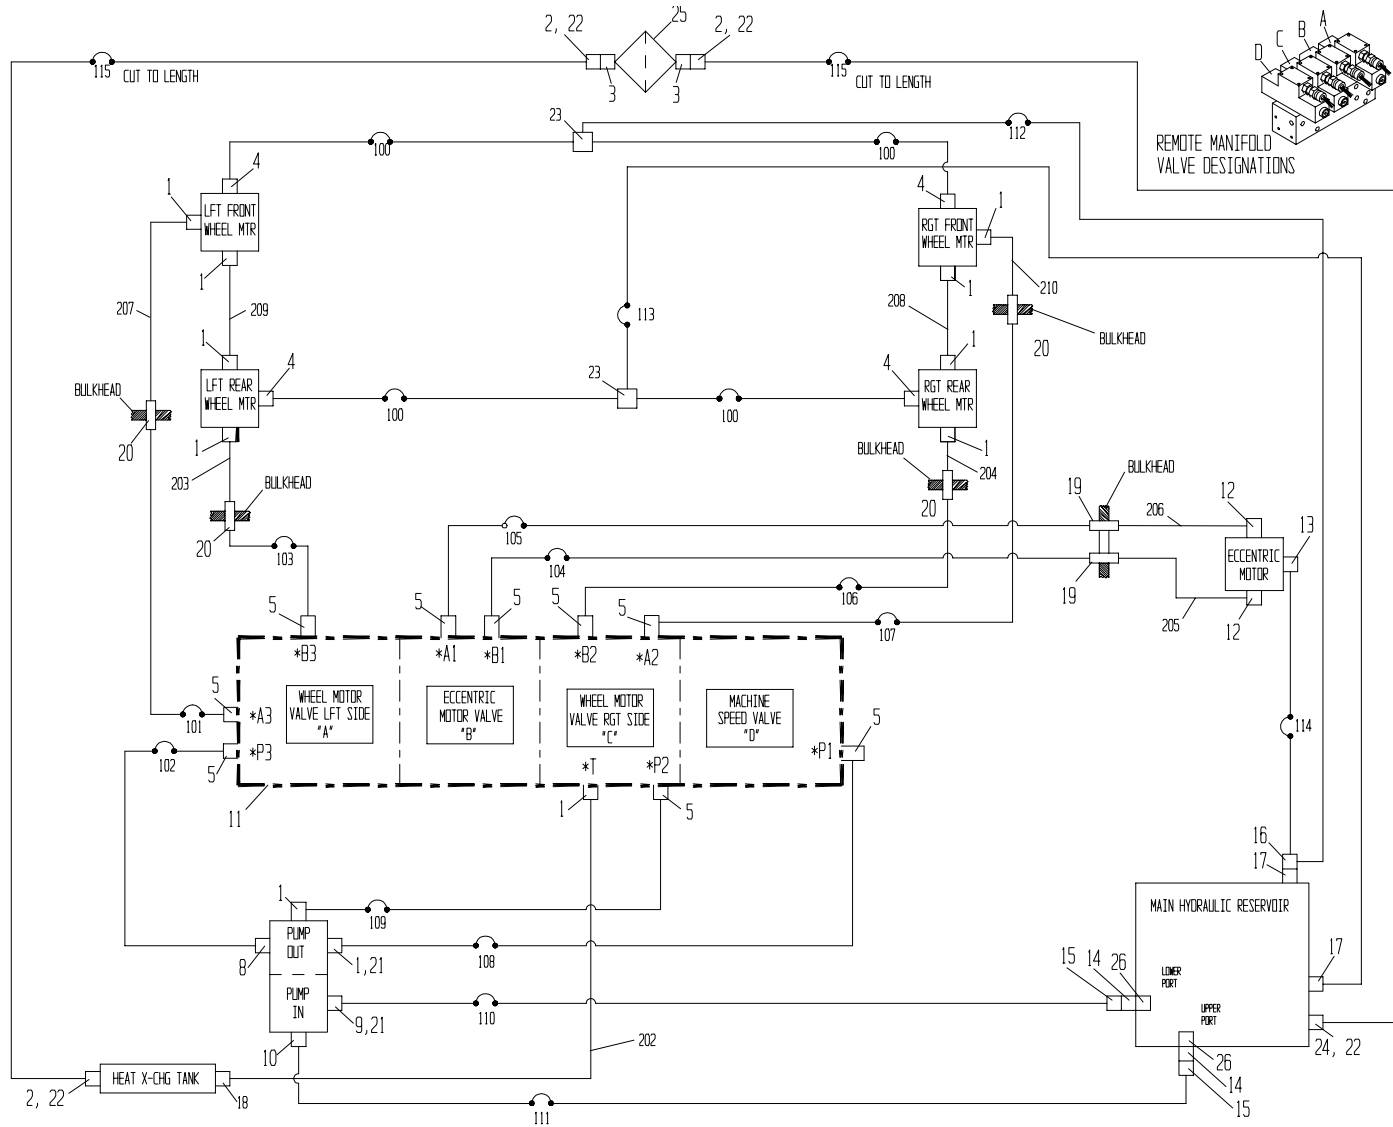 2, 22
25
2, 22
115
CUT TO LENGTH
3
3
115
CUT TO LENGTH
A
B
C
D
REMOTE MANIFOLD
VALVE DESIGNATIONS
23
100
100
112
4
1
LFT FRONT
WHEEL MTR
1
4
1
RGT FRONT
WHEEL MTR
1
207
209
113
208
210
BULKHEAD
20
1
LFT REAR
WHEEL MTR
4
1
BULKHEAD
20
100
23
100
4
1
RGT REAR
WHEEL MTR
1
203
BULKHEAD
20
103
BULKHEAD
204
20
105
104
106
107
19
BULKHEAD
19
206
205
12
13
ECCENTRIC
MOTOR
12
5
5
5
5
5
*B3
*A1
*B1
*B2
*A2
5
*A3
101
*P3
5
102
WHEEL MOTOR
VALVE LFT SIDE
"A"
ECCENTRIC
MOTOR VALVE
"B"
WHEEL MOTOR
VALVE RGT SIDE
"C"
MACHINE
SPEED VALVE
"D"
5
*P1
*T
*P2
11
1
5
114
16
17
MAIN HYDRAULIC RESERVOIR
1
109
PUMP
OUT
8
1,21
108
PUMP
IN
9,21
110
10
15
14
26
LOWER
PORT
UPPER
PORT
17
24, 22
26
14
15
202
HEAT X-CHG TANK
2, 22
18
111